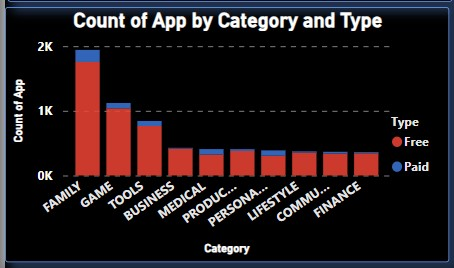 Count of App by Category and Type
2K
1K
0K
Count of App
FAMILY
GAME
TOOLS
BUSINESS
MEDICAL
PRODUC...
PERSONA...
LIFESTYLE
COMMU...
FINANCE
Category
Type
Free
Paid